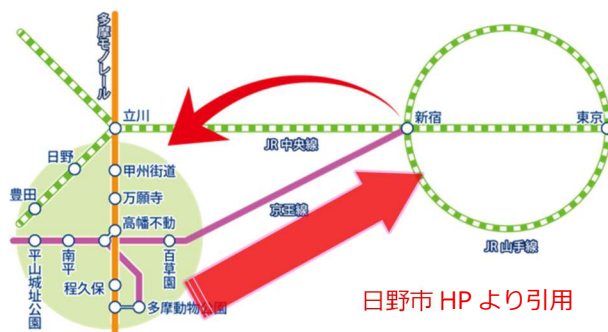 多摩モノレール
立川
新宿
東京
JR 中央線
日野
甲州街道
豊田
万願寺
京王線
高幡不動
JR 山手線
平山城址公園
南平
百草園
程久保
多摩動物公園
日野市 HP より引用